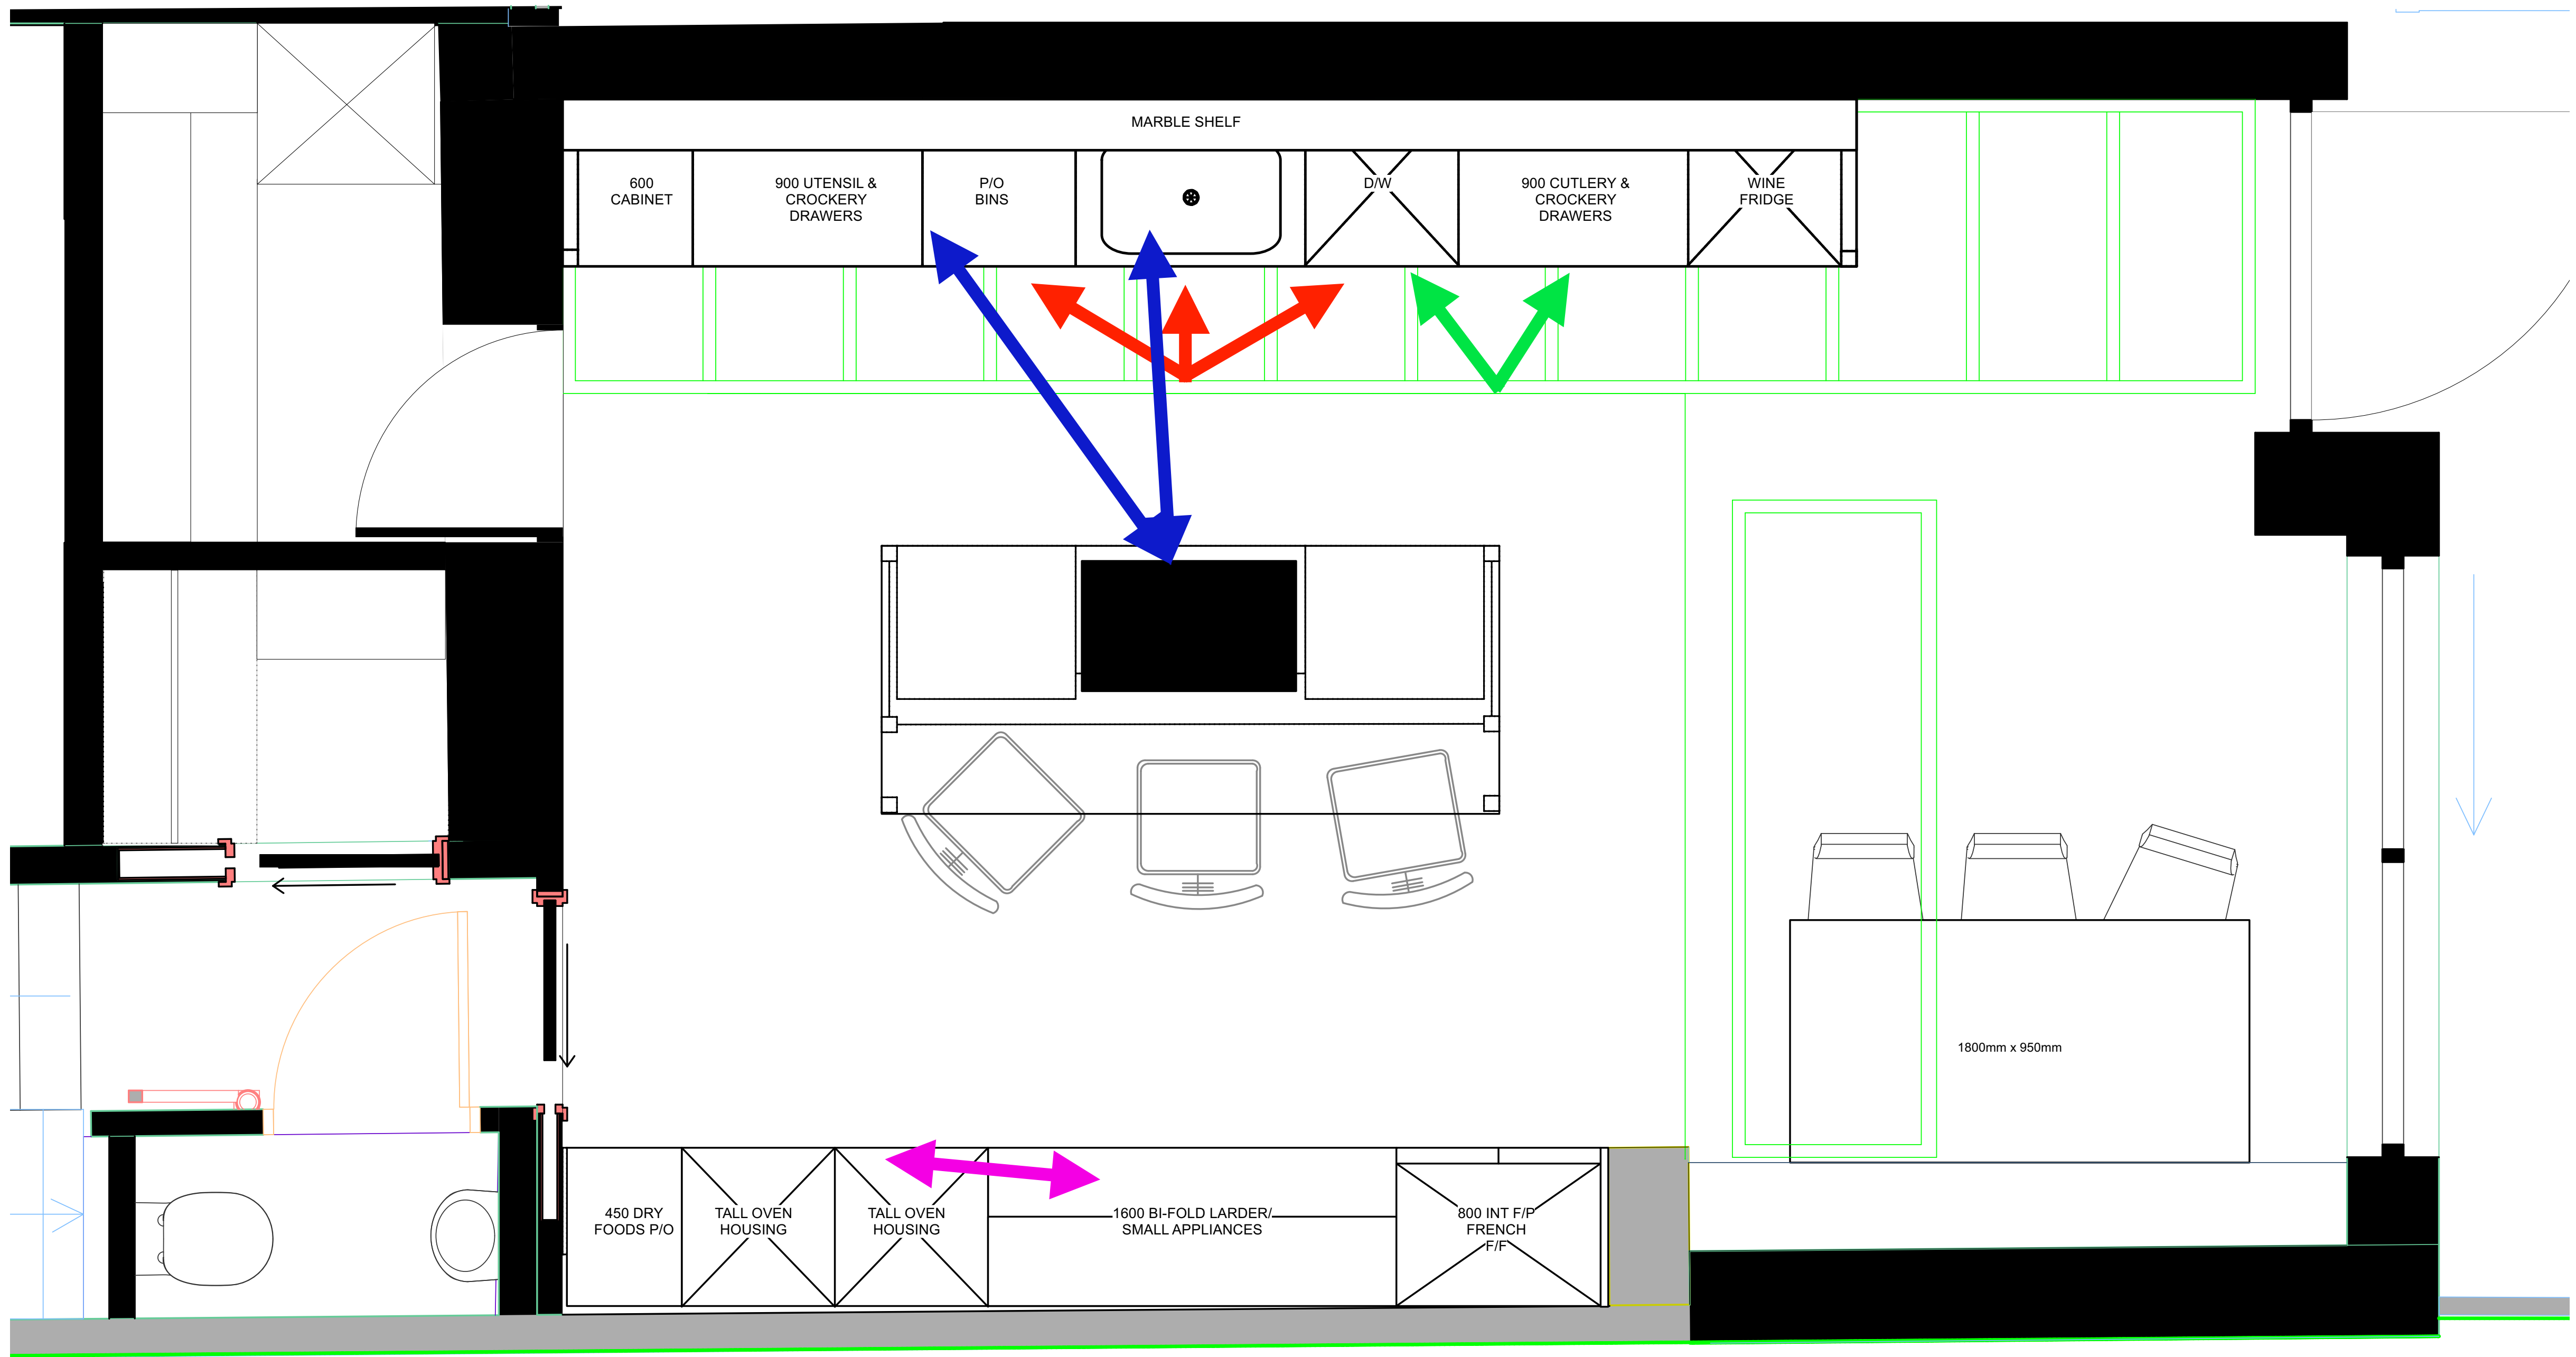 MARBLE SHELF
600
CABINET
900 UTENSIL &
CROCKERY
DRAWERS
P/O
BINS
D/W
900 CUTLERY &
CROCKERY
DRAWERS
WINE
FRIDGE
1800mm x 950mm
450 DRY
FOODS P/O
TALL OVEN
HOUSING
TALL OVEN
HOUSING
1600 BI-FOLD LARDER/
SMALL APPLIANCES
800 INT F/P
FRENCH
F/F